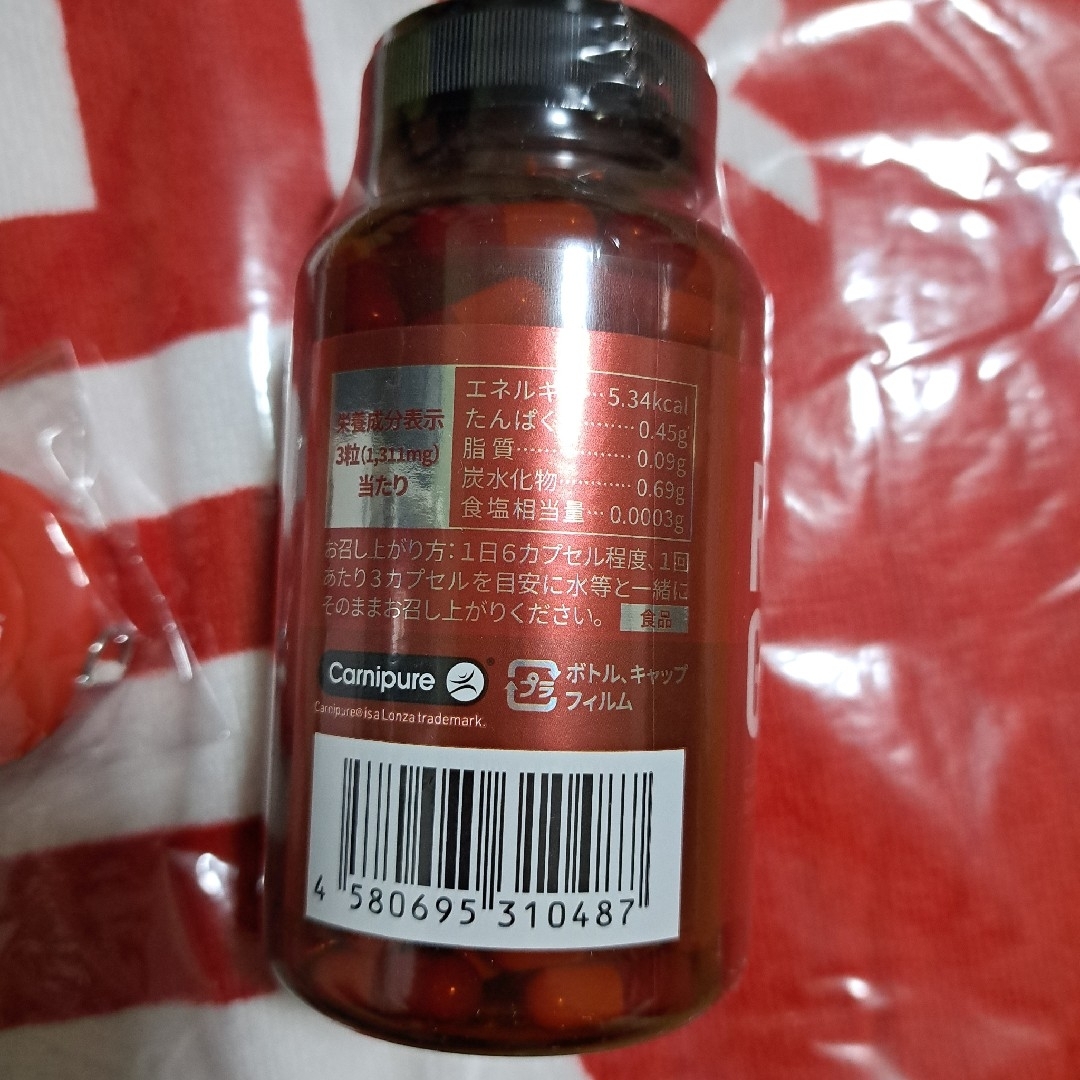 栄養成分表示
3粒(1,311mg)
当たり
エネルギ…5.34kcal
たんぱく………0.45g
脂質………………0.09g
炭水化物…………0.69g
食塩相当量…0.0003g
お召し上がり方：1日6カプセル程度、1回
あたり3カプセルを目安に水等と一緒に
そのままお召し上がりください。
食品
Carnipure®
Carnipure® is a Lonza trademark.
プラ
ボトル、キャップ
フィルム
4 580695 310487